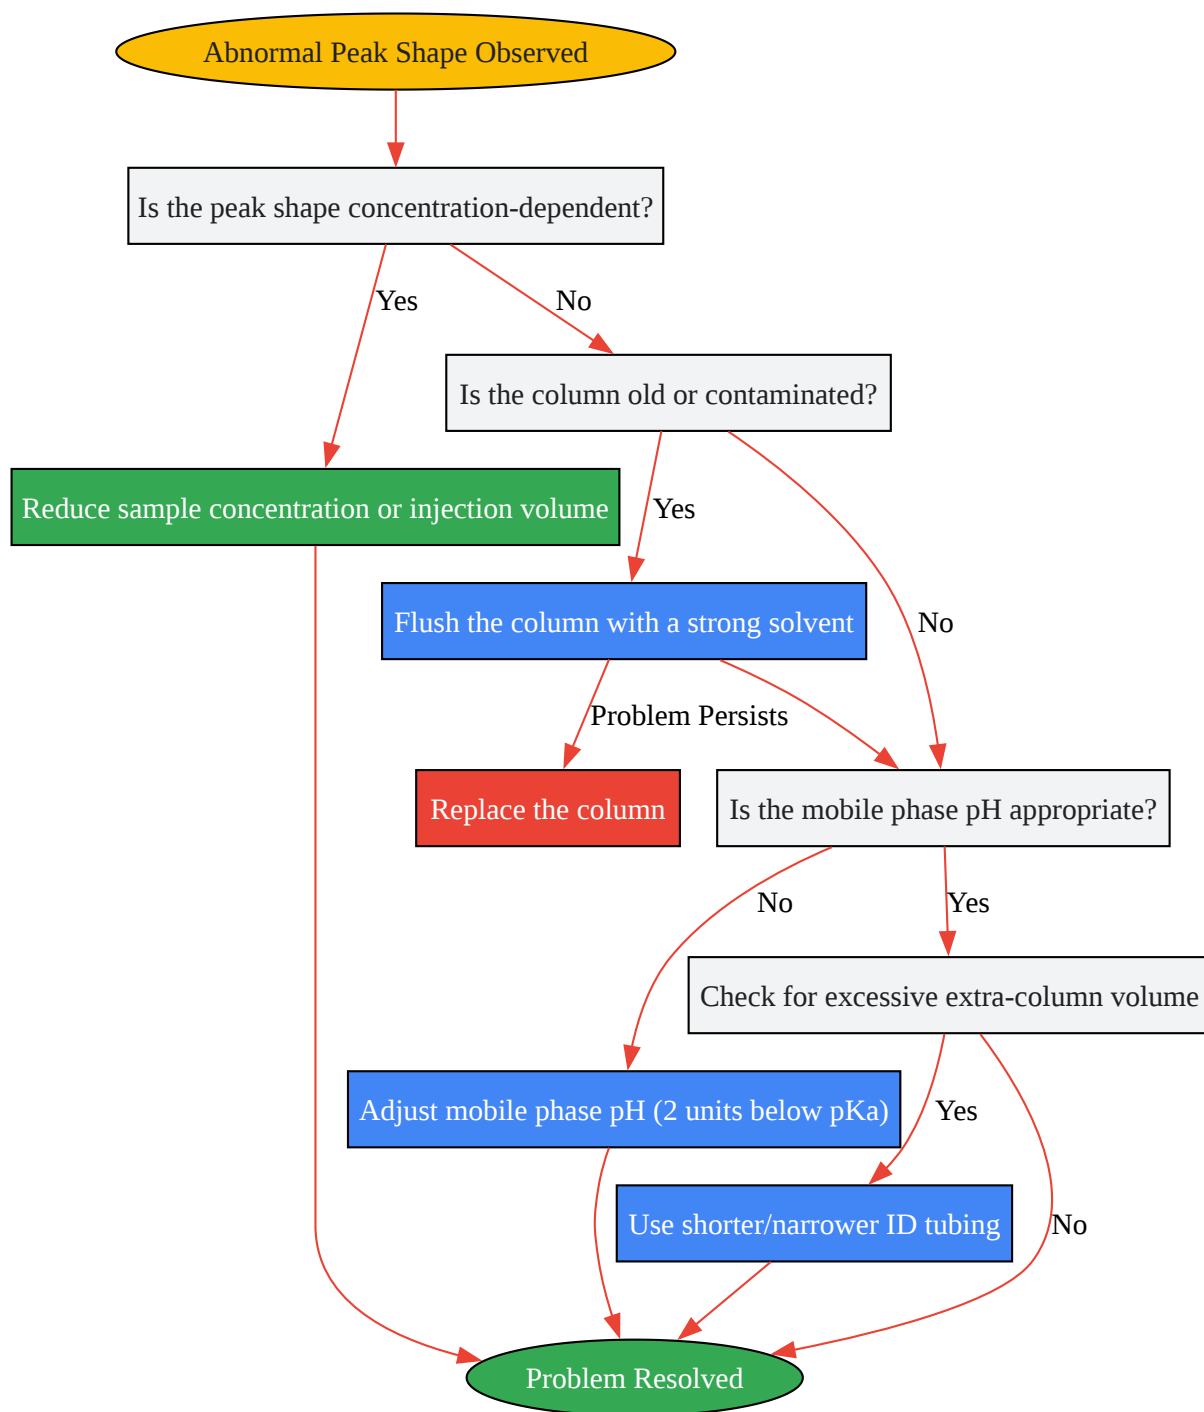 Abnormal Peak Shape Observed
Is the peak shape concentration-dependent?
Yes
No
Is the column old or contaminated?
Reduce sample concentration or injection volume
Yes
Flush the column with a strong solvent
No
Problem Persists
Replace the column
Is the mobile phase pH appropriate?
No
Yes
Check for excessive extra-column volume
Adjust mobile phase pH (2 units below pKa)
Yes
Use shorter/narrower ID tubing
No
Problem Resolved